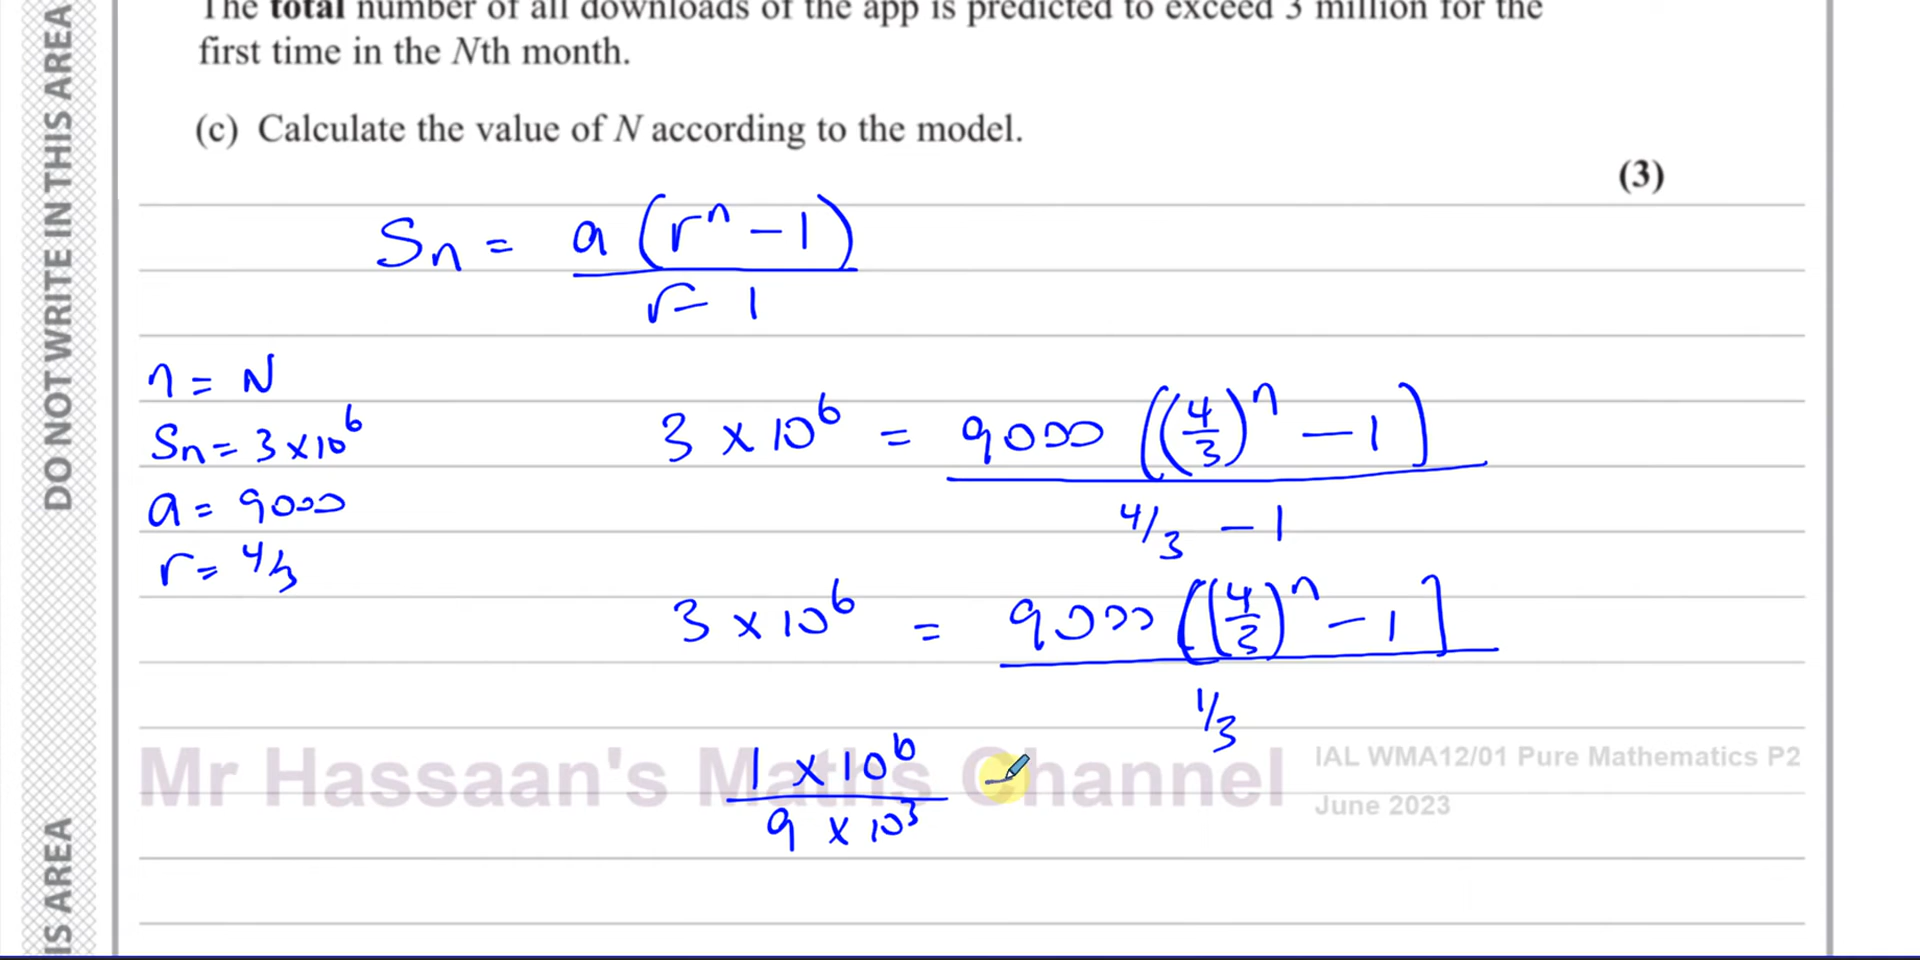 The total number of all downloads of the app is predicted to exceed 3 million for the
first time in the Nth month.
(c) Calculate the value of N according to the model.
(3)
Sn = a (r^n − 1)
r − 1
n = N
Sn = 3 × 10^6
a = 9000
r = 4/3
3 × 10^6 = 9000 ((4/3)^n − 1)
4/3 − 1
3 × 10^6 = 9000 ((4/3)^n − 1]
1/3
1 × 10^6
9 × 10^3
Mr Hassaan's Maths Channel
IAL WMA12/01 Pure Mathematics P2
June 2023
DO NOT WRITE IN THIS AREA
IS AREA